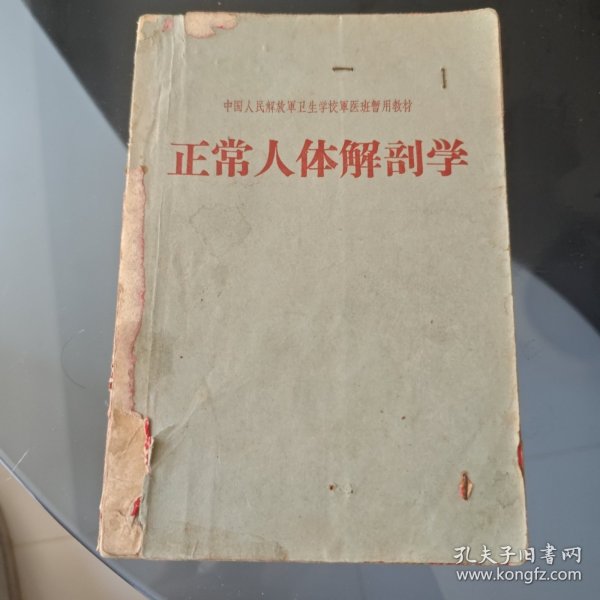 中国人民解放軍卫生学校軍医班暫用教材
正常人体解剖学
孔夫子旧书网
www.kongfz.com